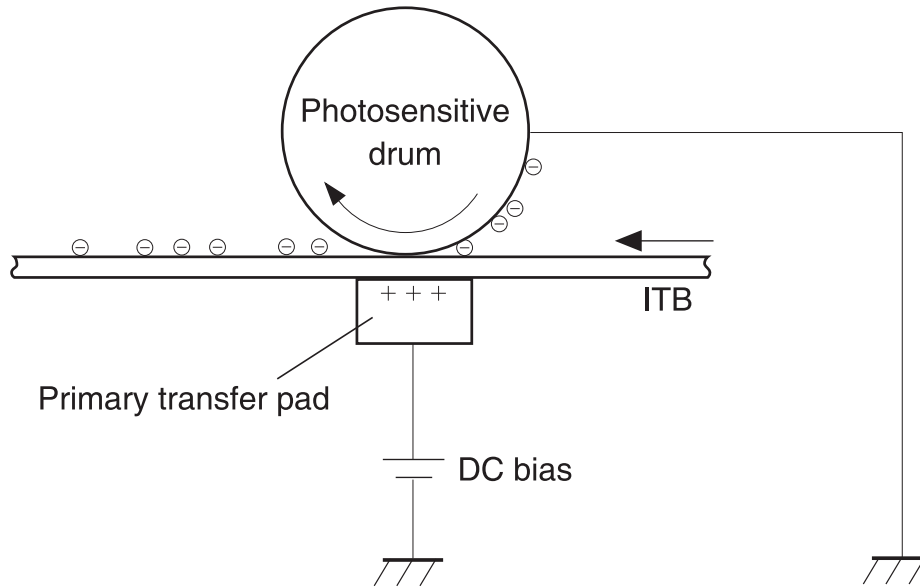 Photosensitive
drum
+ + +
ITB
Primary transfer pad
DC bias